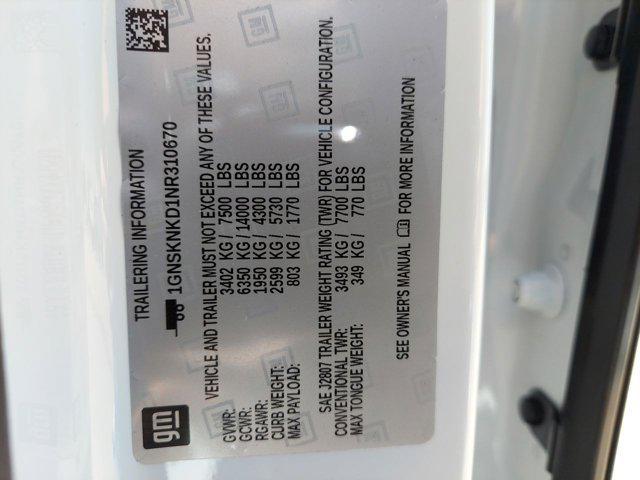 gm
TRAILERING INFORMATION
1GNSKNKD1NR310670
VEHICLE AND TRAILER MUST NOT EXCEED ANY OF THESE VALUES.
GVWR: 3402 KG / 7500 LBS
GCWR: 6350 KG / 14000 LBS
RGAWR: 1950 KG / 4300 LBS
CURB WEIGHT: 2599 KG / 5730 LBS
MAX PAYLOAD: 803 KG / 1770 LBS
SAE J2807 TRAILER WEIGHT RATING (TWR) FOR VEHICLE CONFIGURATION.
CONVENTIONAL TWR: 3493 KG / 7700 LBS
MAX TONGUE WEIGHT: 349 KG / 770 LBS
SEE OWNER'S MANUAL FOR MORE INFORMATION